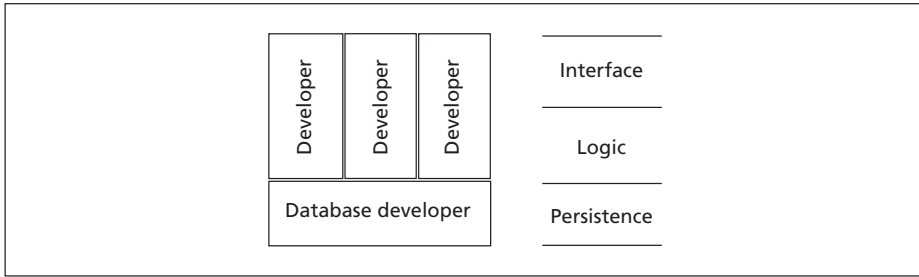 Developer
Developer
Developer
Database developer
Interface
Logic
Persistence